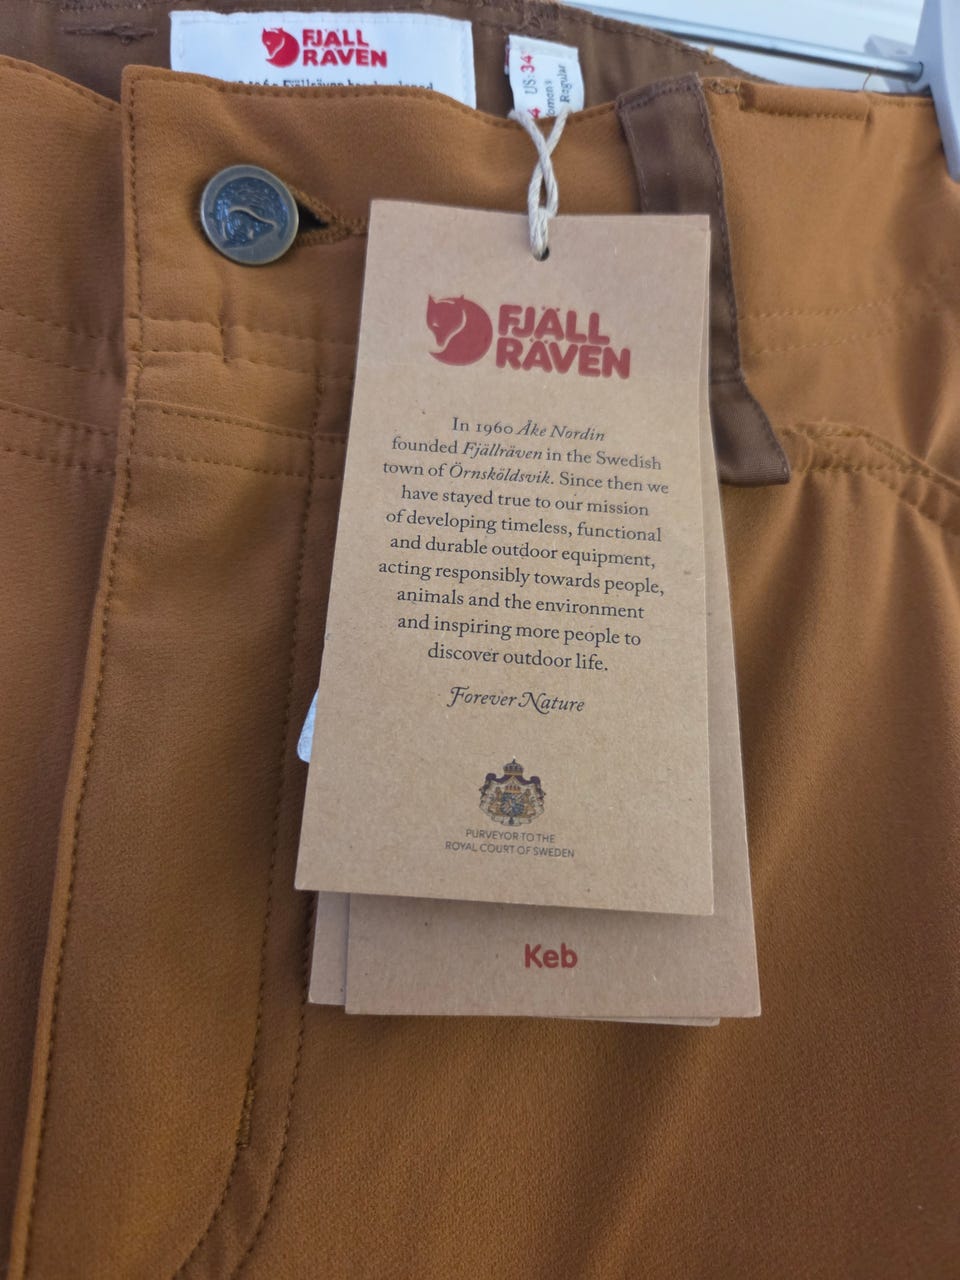 FJÄLL
RÄVEN
US:34
Regular
FJÄLL
RÄVEN
In 1960 Åke Nordin
founded Fjällräven in the Swedish
town of Örnsköldsvik. Since then we
have stayed true to our mission
of developing timeless, functional
and durable outdoor equipment,
acting responsibly towards people,
animals and the environment
and inspiring more people to
discover outdoor life.
Forever Nature
PURVEYOR TO THE
ROYAL COURT OF SWEDEN
Keb